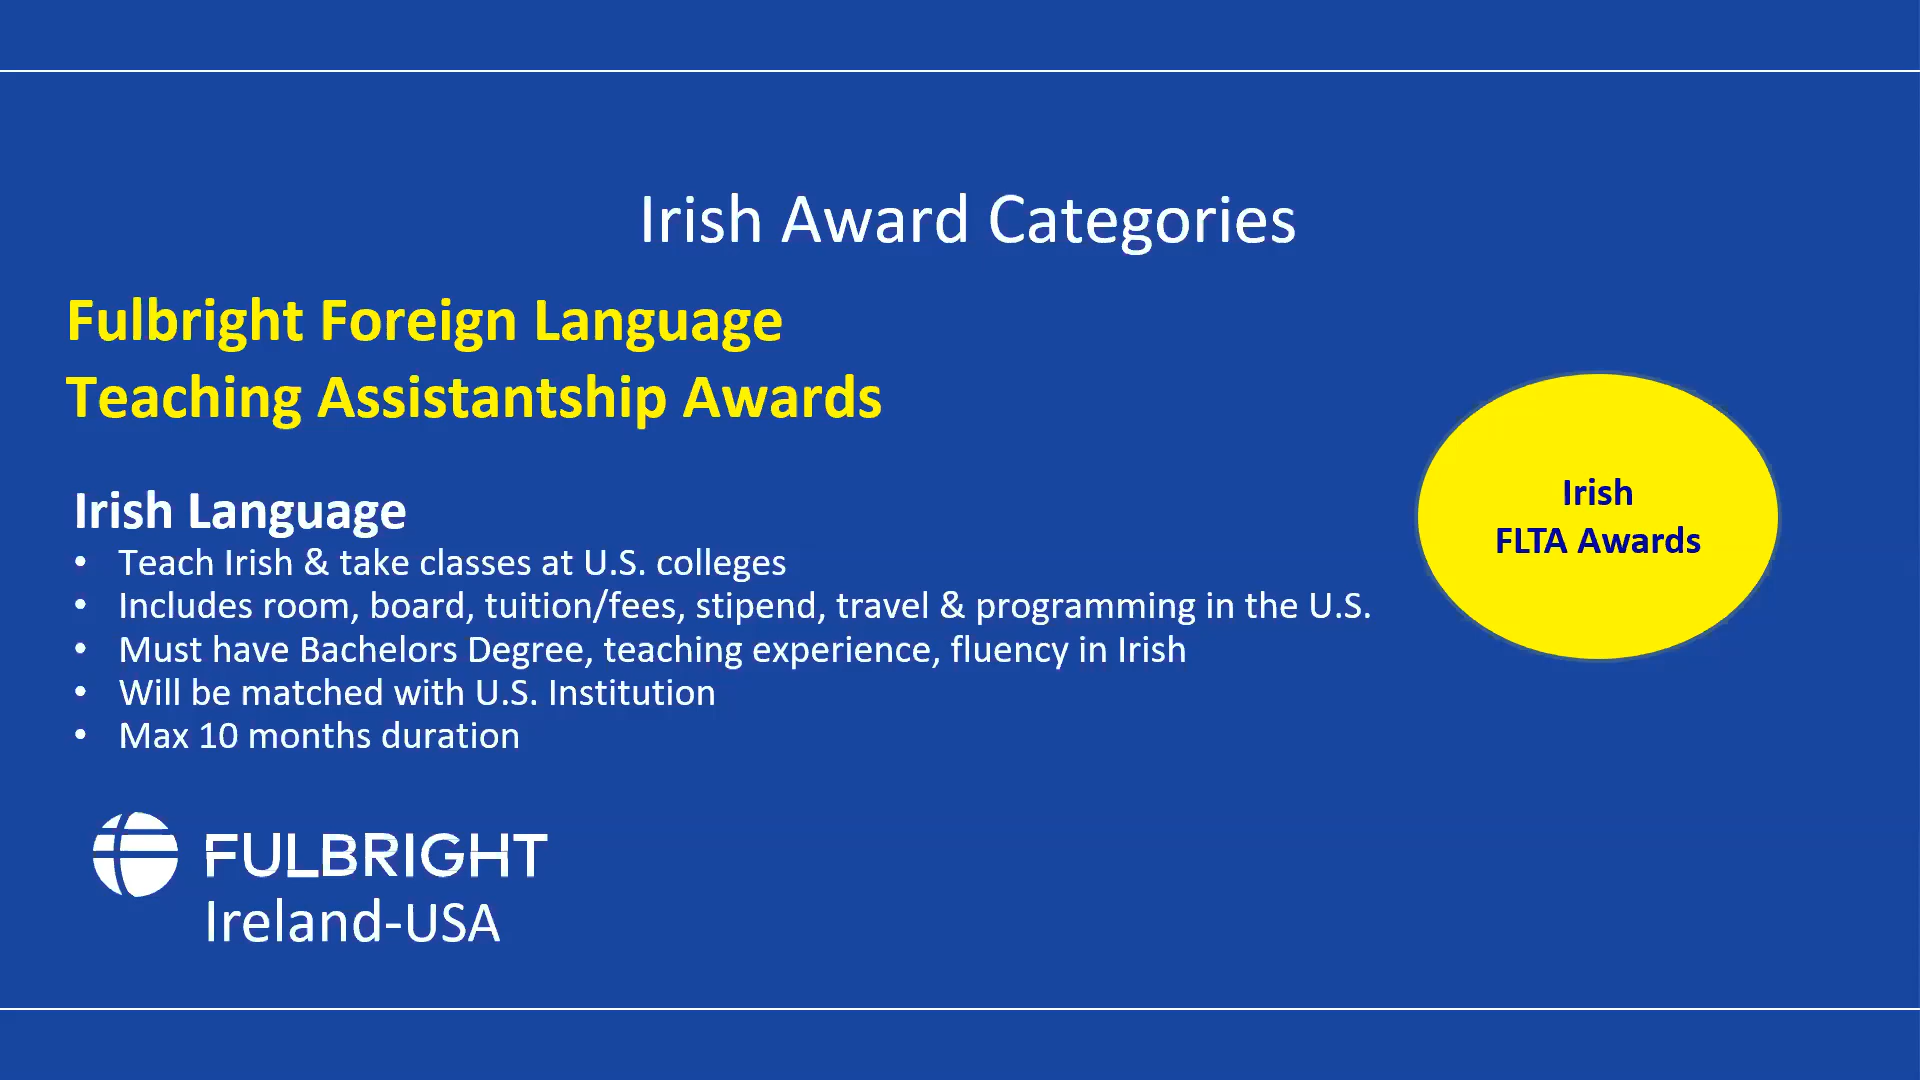 Irish Award Categories
Fulbright Foreign Language
Teaching Assistantship Awards
Irish Language
• Teach Irish & take classes at U.S. colleges
• Includes room, board, tuition/fees, stipend, travel & programming in the U.S.
• Must have Bachelors Degree, teaching experience, fluency in Irish
• Will be matched with U.S. Institution
• Max 10 months duration
Irish
FLTA Awards
FULBRIGHT
Ireland-USA